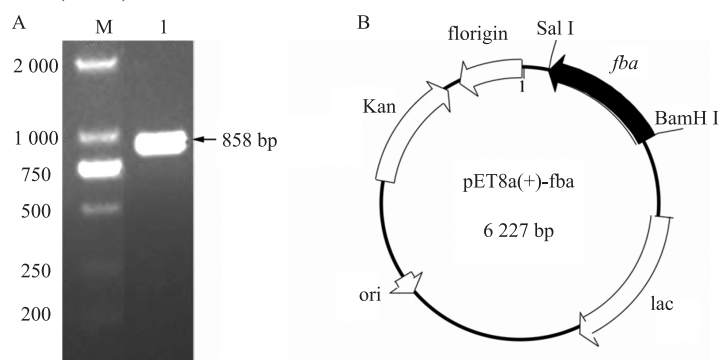 A
M 1
2 000
1 000
750
500
250
200
858 bp
B
florigin
Sal I
fba
Kan
1
BamH I
pET8a(+)-fba
6 227 bp
ori
lac